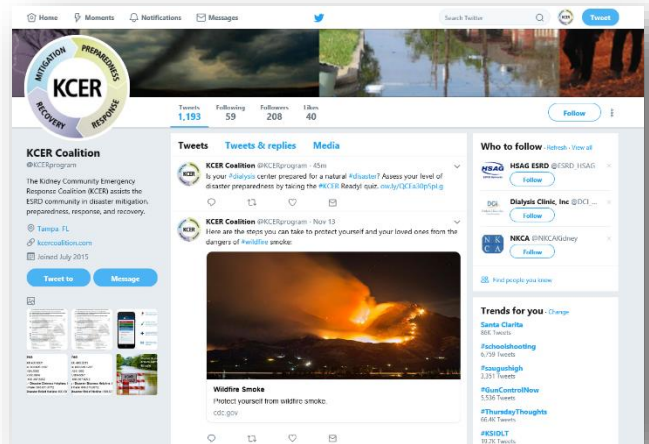 Home Moments Notifications Messages Search Twitter Tweet
MITIGATION PREPAREDNESS
KCER
RECOVERY RESPONSE
Tweets Following Followers Likes
1,193 59 208 40
Follow
KCER Coalition
@KCERprogram
The Kidney Community Emergency
Response Coalition (KCER) assists the
ESRD community in disaster mitigation,
preparedness, response, and recovery.
Tampa, FL
kcercoalition.com
Joined July 2015
Tweet to Message
Tweets Tweets & replies Media
KCER Coalition @KCERprogram · 45m
Is your #dialysis center prepared for a natural #disaster? Assess your level of
disaster preparedness by taking the #KCER Ready! quiz.
KCER Coalition @KCERprogram · Nov 13
Here are the steps you can take to protect yourself and your loved ones from the
dangers of #wildfire smoke:
Wildfire Smoke
Protect yourself from wildfire smoke.
cdc.gov
Who to follow · Refresh · View all
HSAG ESRD @ESRD_HSAG
Follow
Dialysis Clinic, Inc @DCI_...
Follow
NKCA @NKCAKidney
Follow
Find people you know
Trends for you · Change
Santa Clarita
86K Tweets
#schoolshooting
6,759 Tweets
#saugushigh
3,351 Tweets
#GunControlNow
5,536 Tweets
#ThursdayThoughts
66.4K Tweets
#KSIDLT
19.2K Tweets